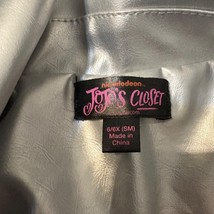 nickelodeon
JoJo's CLOSET
6/6X (SM)
Made in
China